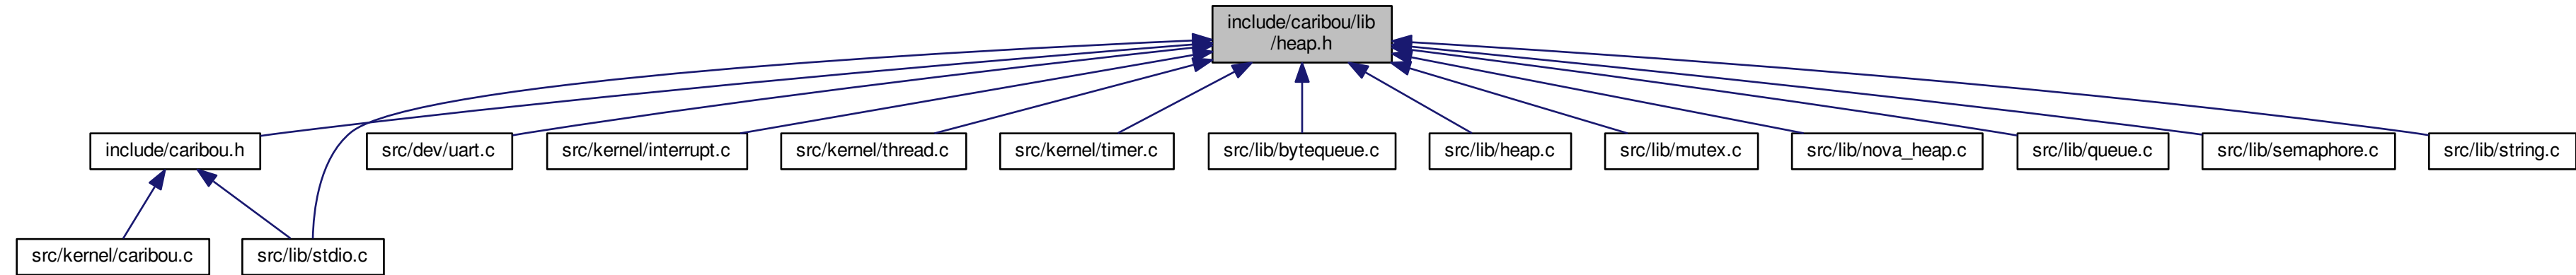 include/caribou/lib
/heap.h
include/caribou.h
src/dev/uart.c
src/kernel/interrupt.c
src/kernel/thread.c
src/kernel/timer.c
src/lib/bytequeue.c
src/lib/heap.c
src/lib/mutex.c
src/lib/nova_heap.c
src/lib/queue.c
src/lib/semaphore.c
src/lib/string.c
src/kernel/caribou.c
src/lib/stdio.c